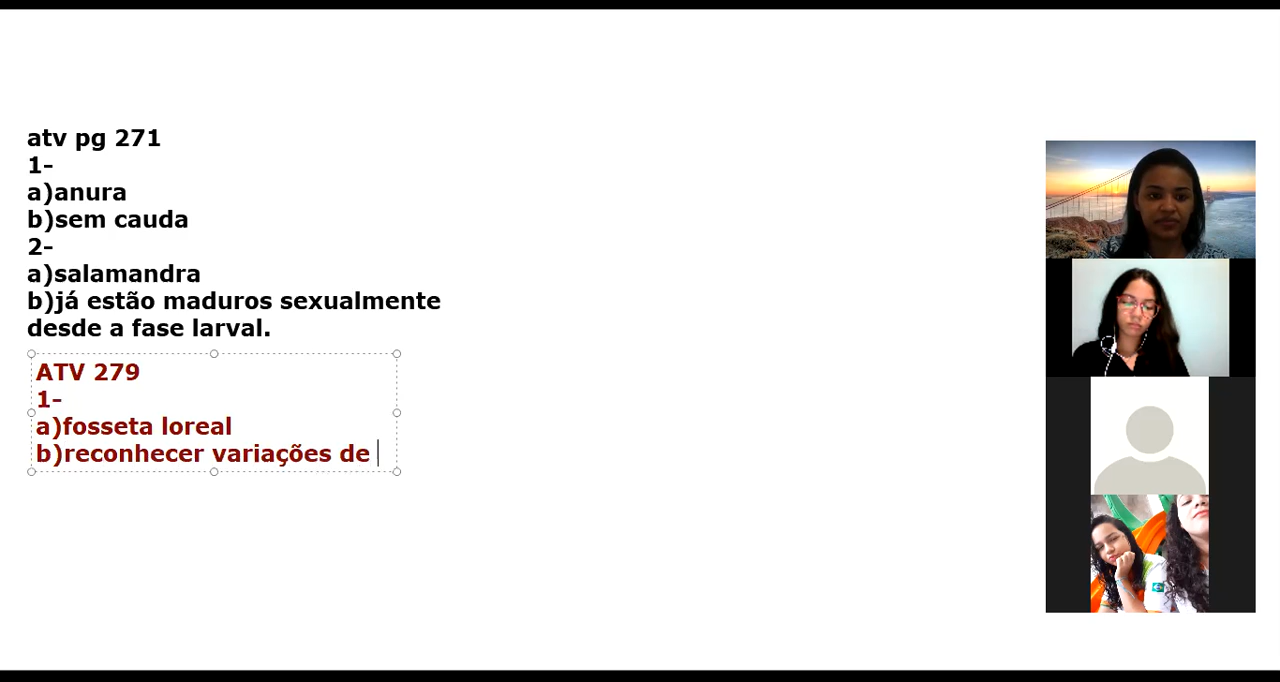 atv pg 271
1-
a)anura
b)sem cauda
2-
a)salamandra
b)já estão maduros sexualmente
desde a fase larval.
ATV 279
1-
a)fosseta loreal
b)reconhecer variações de